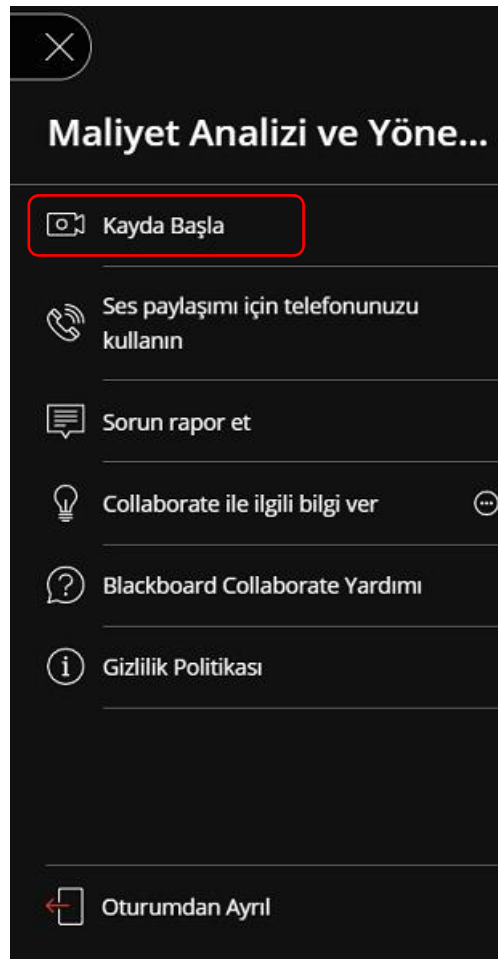 Maliyet Analizi ve Yöne...
Kayda Başla
Ses paylaşımı için telefonunuzu
kullanın
Sorun rapor et
Collaborate ile ilgili bilgi ver
Blackboard Collaborate Yardımı
Gizlilik Politikası
Oturumdan Ayrıl